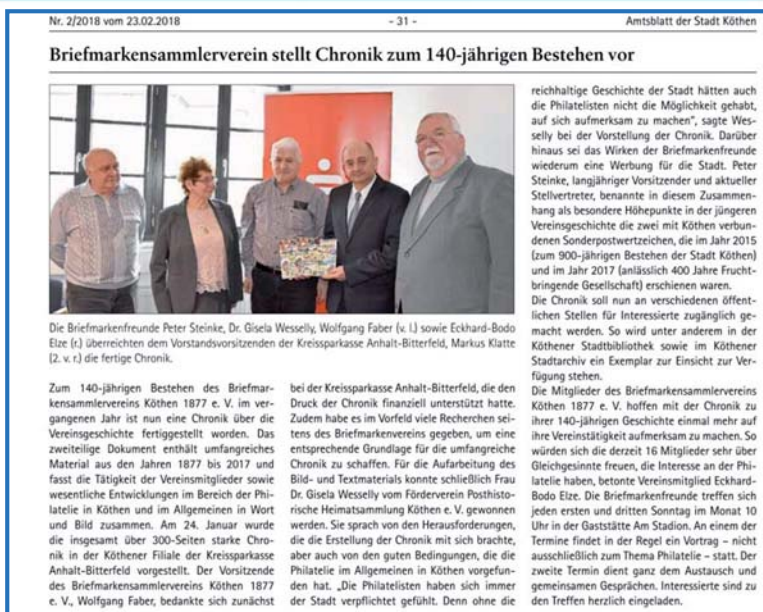 Nr. 2/2018 vom 23.02.2018
- 31 -
Amtsblatt der Stadt Köthen
Briefmarkensammlerverein stellt Chronik zum 140-jährigen Bestehen vor
Die Briefmarkenfreunde Peter Steinke, Dr. Gisela Wesselly, Wolfgang Faber (v. l.) sowie Eckhard-Bodo
Elze (r.) überreichten dem Vorstandsvorsitzenden der Kreissparkasse Anhalt-Bitterfeld, Markus Klatte
(2. v. r.) die fertige Chronik.
Zum 140-jährigen Bestehen des Briefmar-
kensammlervereins Köthen 1877 e. V. im ver-
gangenen Jahr ist nun eine Chronik über die
Vereinsgeschichte fertiggestellt worden. Das
zweiteilige Dokument enthält umfangreiches
Material aus den Jahren 1877 bis 2017 und
fasst die Tätigkeit der Vereinsmitglieder sowie
wesentliche Entwicklungen im Bereich der Phi-
latelie in Köthen und im Allgemeinen in Wort
und Bild zusammen. Am 24. Januar wurde
die insgesamt über 300-Seiten starke Chro-
nik in der Köthener Filiale der Kreissparkasse
Anhalt-Bitterfeld vorgestellt. Der Vorsitzende
des Briefmarkensammlervereins Köthen 1877
e. V., Wolfgang Faber, bedankte sich zunächst
bei der Kreissparkasse Anhalt-Bitterfeld, die den
Druck der Chronik finanziell unterstützt hatte.
Zudem habe es im Vorfeld viele Recherchen sei-
tens des Briefmarkenvereins gegeben, um eine
entsprechende Grundlage für die umfangreiche
Chronik zu schaffen. Für die Aufarbeitung des
Bild- und Textmaterials konnte schließlich Frau
Dr. Gisela Wesselly vom Förderverein Posthisto-
rische Heimatsammlung Köthen e. V. gewonnen
werden. Sie sprach von den Herausforderungen,
die die Erstellung der Chronik mit sich brachte,
aber auch von den guten Bedingungen, die die
Philatelie im Allgemeinen in Köthen vorgefun-
den hat. „Die Philatelisten haben sich immer
der Stadt verpflichtet gefühlt. Denn ohne die
reichhaltige Geschichte der Stadt hätten auch
die Philatelisten nicht die Möglichkeit gehabt,
auf sich aufmerksam zu machen", sagte Wes-
selly bei der Vorstellung der Chronik. Darüber
hinaus sei das Wirken der Briefmarkenfreunde
wiederum eine Werbung für die Stadt. Peter
Steinke, langjähriger Vorsitzender und aktueller
Stellvertreter, benannte in diesem Zusammen-
hang als besondere Höhepunkte in der jüngeren
Vereinsgeschichte die zwei mit Köthen verbun-
denen Sonderpostwertzeichen, die im Jahr 2015
(zum 900-jährigen Bestehen der Stadt Köthen)
und im Jahr 2017 (anlässlich 400 Jahre Frucht-
bringende Gesellschaft) erschienen waren.
Die Chronik soll nun an verschiedenen öffent-
lichen Stellen für Interessierte zugänglich ge-
macht werden. So wird unter anderem in der
Köthener Stadtbibliothek sowie im Köthener
Stadtarchiv ein Exemplar zur Einsicht zur Ver-
fügung stehen.
Die Mitglieder des Briefmarkensammlervereins
Köthen 1877 e. V. hoffen mit der Chronik zu
ihrer 140-jährigen Geschichte einmal mehr auf
ihre Vereinstätigkeit aufmerksam zu machen. So
würden sich die derzeit 16 Mitglieder sehr über
Gleichgesinnte freuen, die Interesse an der Phi-
latelie haben, betonte Vereinsmitglied Eckhard-
Bodo Elze. Die Briefmarkenfreunde treffen sich
jeden ersten und dritten Sonntag im Monat 10
Uhr in der Gaststätte Am Stadion. An einem der
Termine findet in der Regel ein Vortrag – nicht
ausschließlich zum Thema Philatelie – statt. Der
zweite Termin dient ganz dem Austausch und
gemeinsamen Gesprächen. Interessierte sind zu
den Treffen herzlich eingeladen.